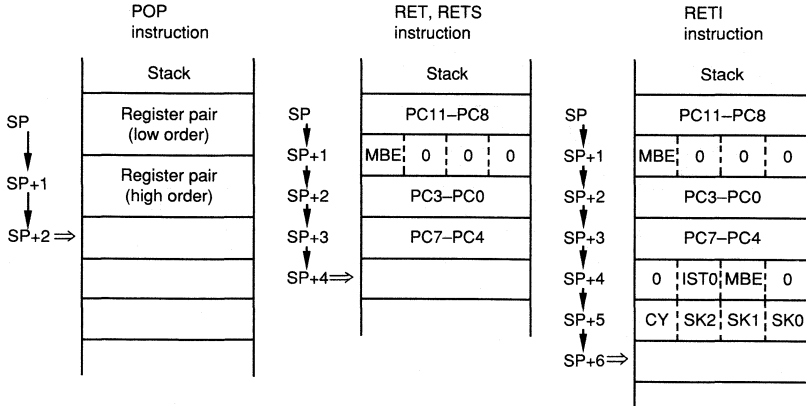 POP
instruction
Stack
SP
Register pair
(low order)
SP+1
Register pair
(high order)
SP+2⇒
RET, RETS
instruction
Stack
SP
PC11–PC8
SP+1
MBE 0 0 0
SP+2
PC3–PC0
SP+3
PC7–PC4
SP+4⇒
RETI
instruction
Stack
SP
PC11–PC8
SP+1
MBE 0 0 0
SP+2
PC3–PC0
SP+3
PC7–PC4
SP+4
0 IST0 MBE 0
SP+5
CY SK2 SK1 SK0
SP+6⇒